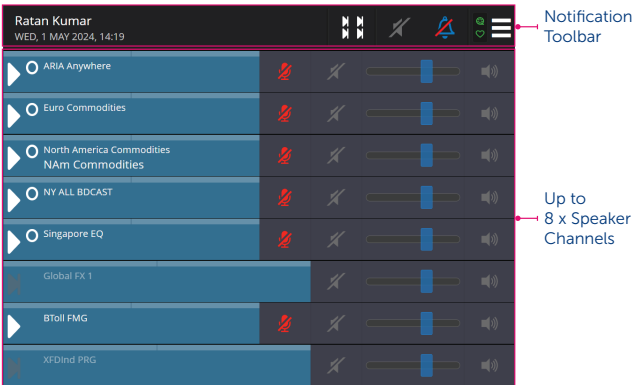 Ratan Kumar
WED, 1 MAY 2024, 14:19
Notification
Toolbar
ARIA Anywhere
Euro Commodities
North America Commodities
NAm Commodities
NY ALL BDCAST
Singapore EQ
Global FX 1
BToll FMG
XFDInd PRG
Up to
8 x Speaker
Channels